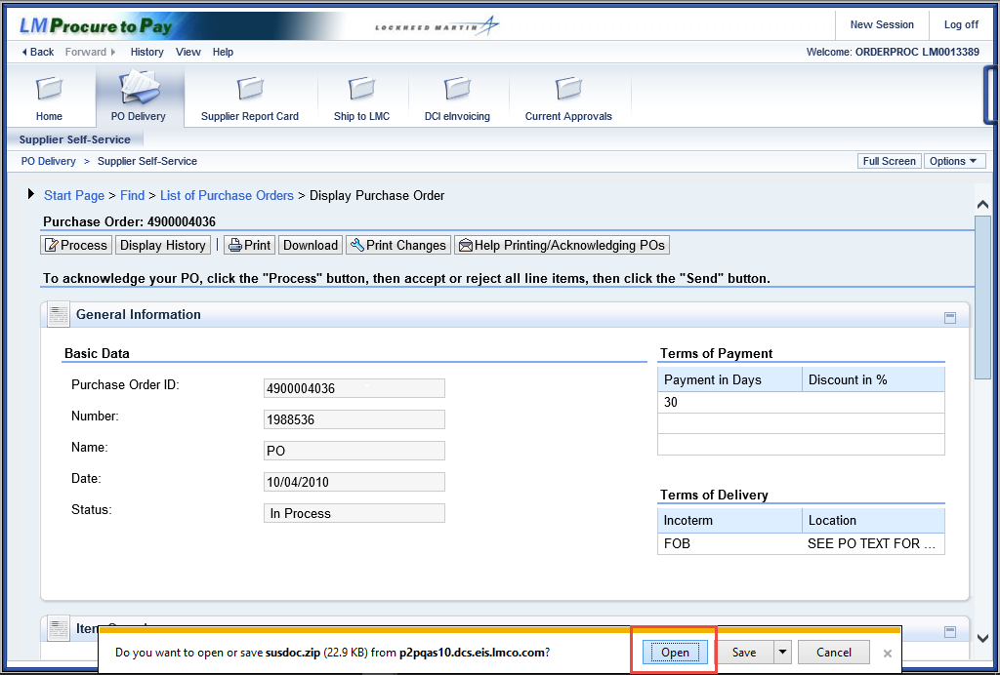 LM Procure to Pay LOCKHEED MARTIN New Session Log off
Back Forward History View Help Welcome: ORDERPROC LM0013389
Home PO Delivery Supplier Report Card Ship to LMC DCI eInvoicing Current Approvals
Supplier Self-Service
PO Delivery > Supplier Self-Service Full Screen Options
Start Page > Find > List of Purchase Orders > Display Purchase Order
Purchase Order: 4900004036
Process Display History | Print Download Print Changes Help Printing/Acknowledging POs
To acknowledge your PO, click the "Process" button, then accept or reject all line items, then click the "Send" button.
General Information
Basic Data
Purchase Order ID: 4900004036
Number: 1988536
Name: PO
Date: 10/04/2010
Status: In Process
Terms of Payment
Payment in Days Discount in %
30
Terms of Delivery
Incoterm Location
FOB SEE PO TEXT FOR ...
Do you want to open or save susdoc.zip (22.9 KB) from p2pqas10.dcs.eis.lmco.com? Open Save Cancel